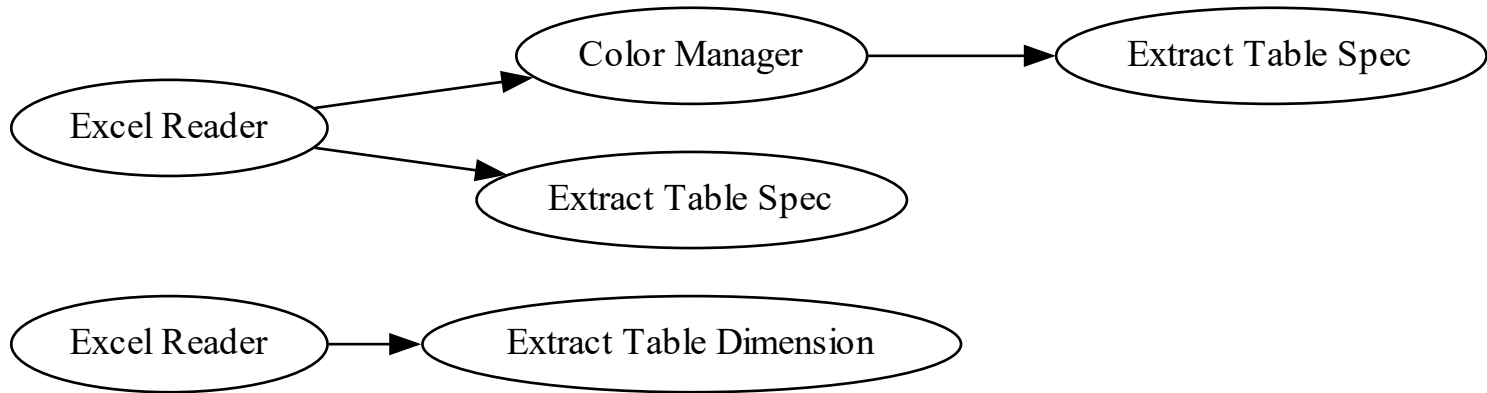 Color Manager
Extract Table Spec
Excel Reader
Extract Table Spec
Excel Reader
Extract Table Dimension